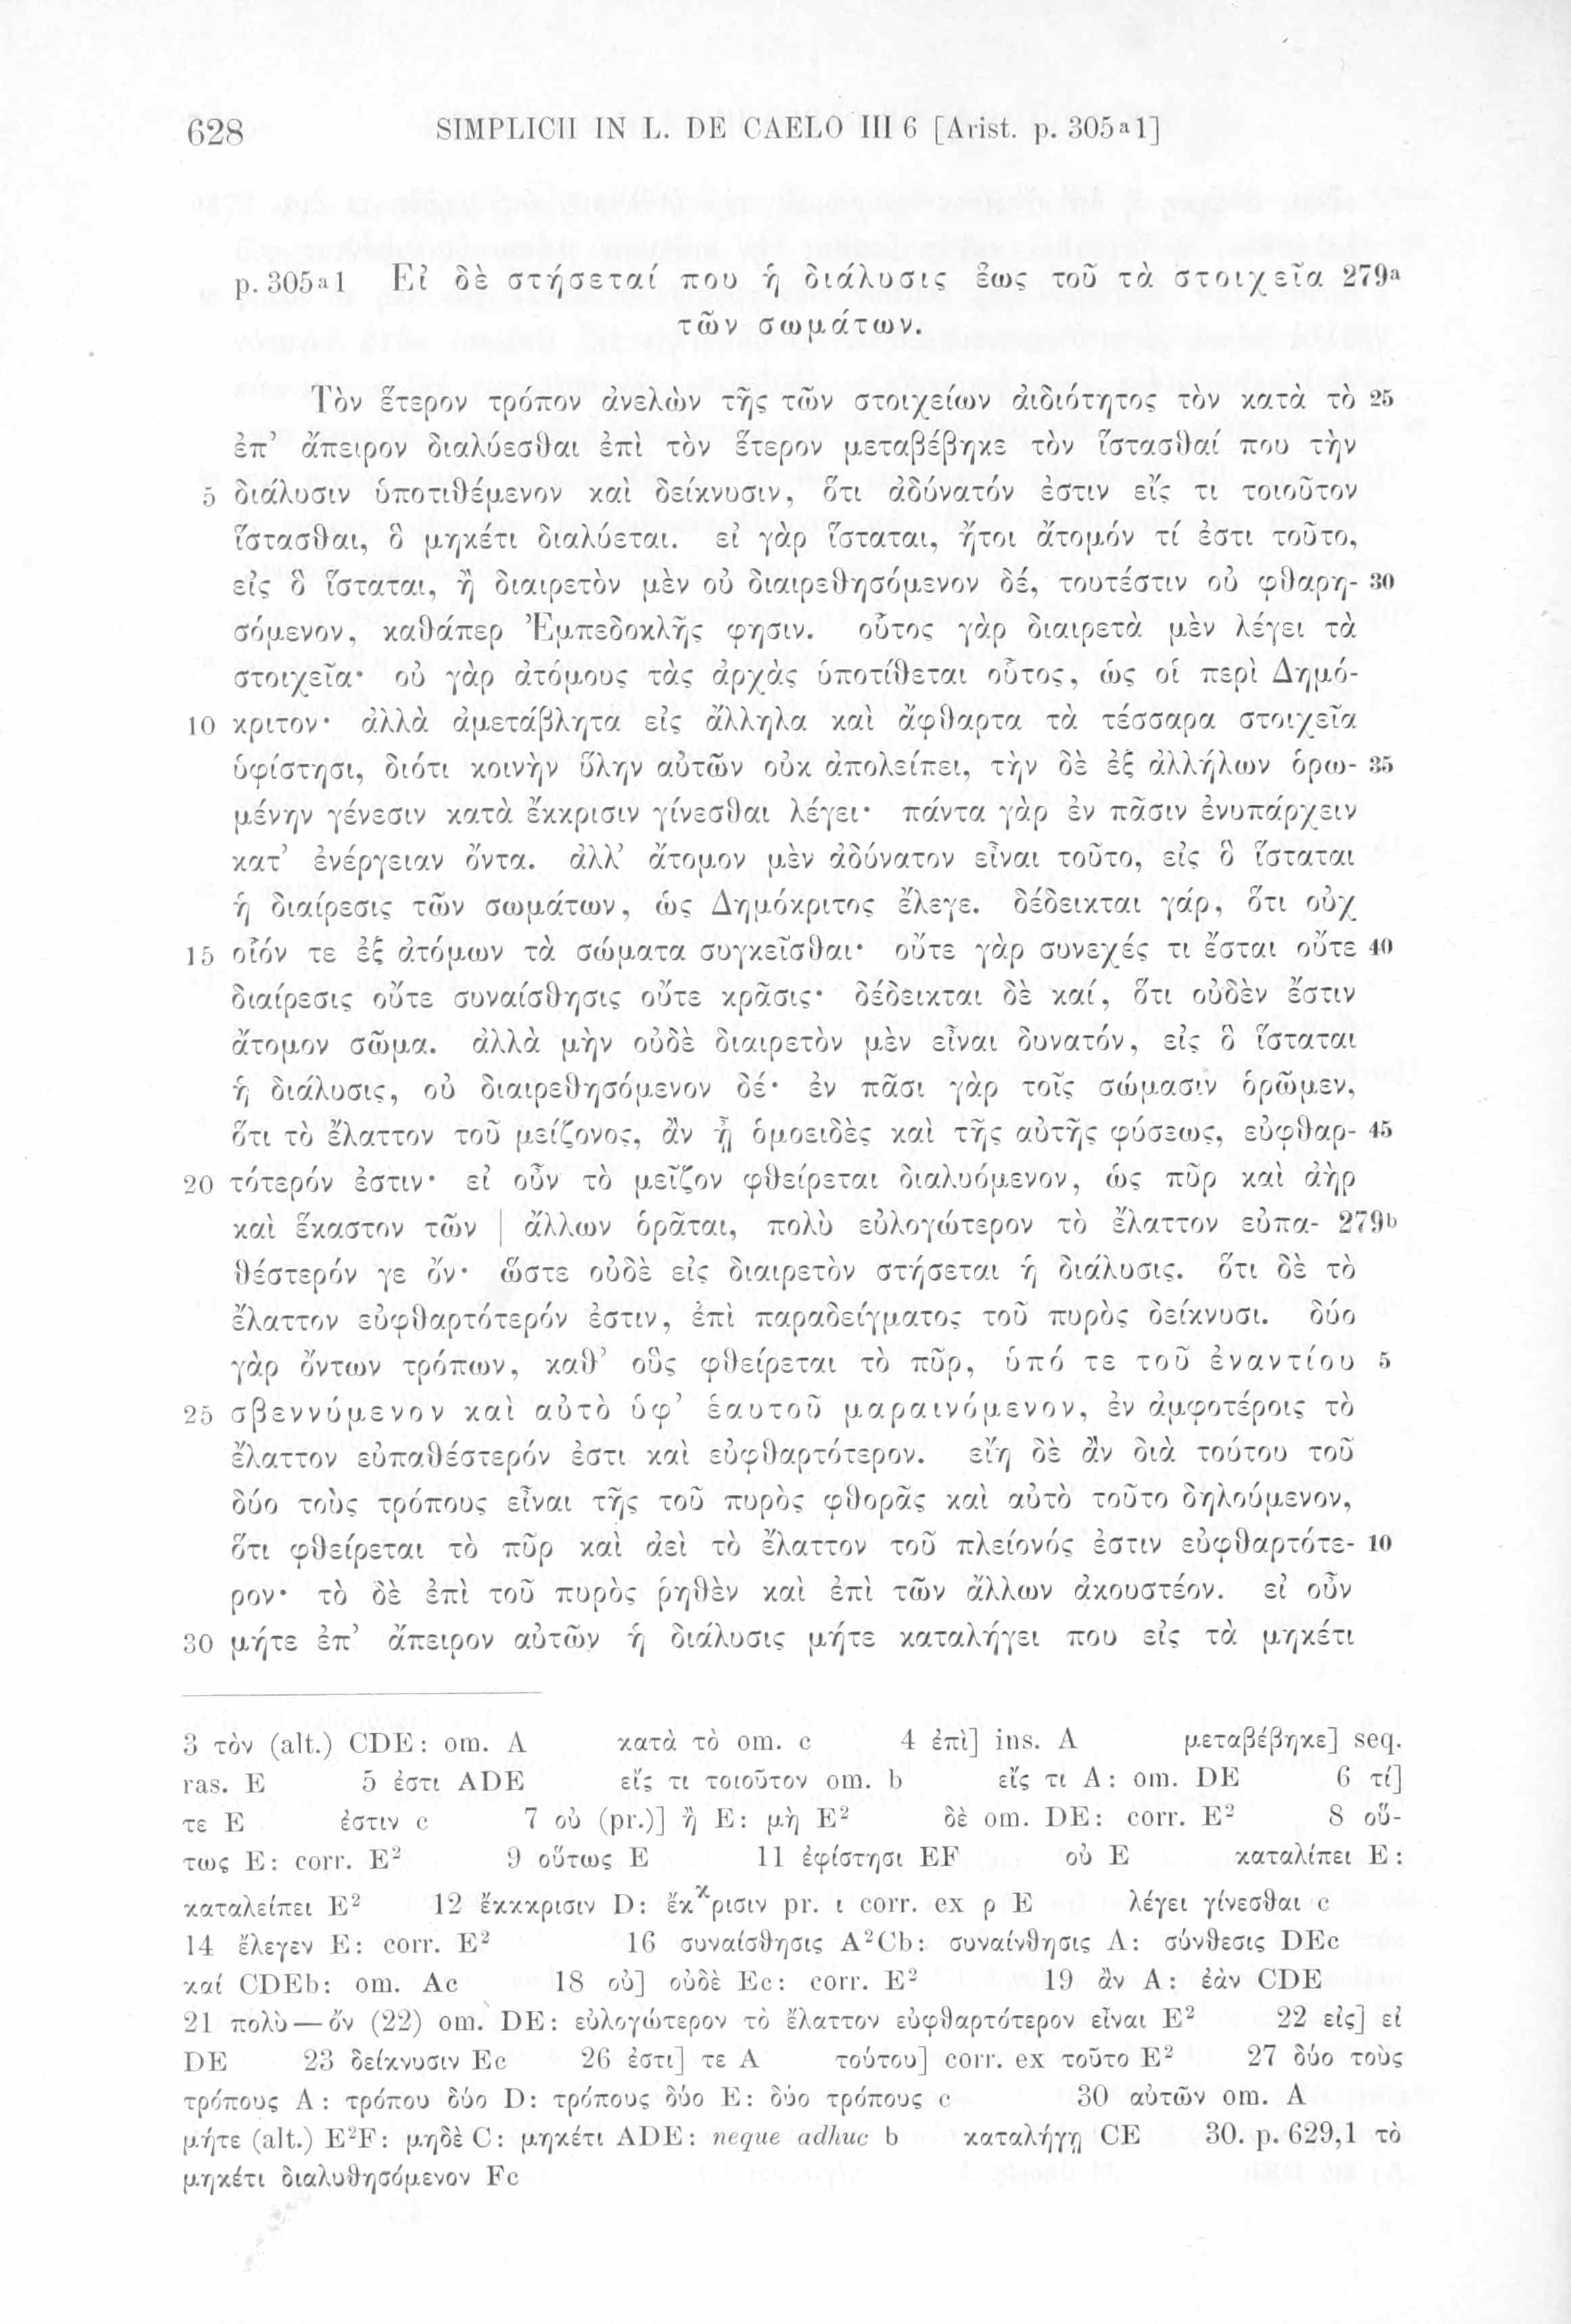 628 SIMPLICII IN L. DE CAELO III 6 [Arist. p. 305a1]
p. 305a1 Εἰ δὲ στήσεταί που ἡ διάλυσις ἕως τοῦ τὰ στοιχεῖα 279a
τῶν σωμάτων.
Τὸν ἕτερον τρόπον ἀνελὼν τῆς τῶν στοιχείων ἀιδιότητος τὸν κατὰ τὸ 25
ἐπ’ ἄπειρον διαλύεσθαι ἐπὶ τὸν ἕτερον μεταβέβηκε τὸν ἵστασθαί που τὴν
5 διάλυσιν ὑποτιθέμενον καὶ δείκνυσιν, ὅτι ἀδύνατόν ἐστιν εἴς τι τοιοῦτον
ἵστασθαι, ὃ μηκέτι διαλύεται. εἰ γὰρ ἵσταται, ἤτοι ἄτομόν τί ἐστι τοῦτο,
εἰς ὃ ἵσταται, ἢ διαιρετὸν μὲν οὐ διαιρεθησόμενον δέ, τουτέστιν οὐ φθαρη- 30
σόμενον, καθάπερ Ἐμπεδοκλῆς φησιν. οὗτος γὰρ διαιρετὰ μὲν λέγει τὰ
στοιχεῖα· οὐ γὰρ ἀτόμους τὰς ἀρχὰς ὑποτίθεται οὗτος, ὡς οἱ περὶ Δημό-
10 κριτον· ἀλλὰ ἀμετάβλητα εἰς ἄλληλα καὶ ἄφθαρτα τὰ τέσσαρα στοιχεῖα
ὑφίστησι, διότι κοινὴν ὕλην αὐτῶν οὐκ ἀπολείπει, τὴν δὲ ἐξ ἀλλήλων ὁρω- 35
μένην γένεσιν κατὰ ἔκκρισιν γίνεσθαι λέγει· πάντα γὰρ ἐν πᾶσιν ἐνυπάρχειν
κατ’ ἐνέργειαν ὄντα. ἀλλ’ ἄτομον μὲν ἀδύνατον εἶναι τοῦτο, εἰς ὃ ἵσταται
ἡ διαίρεσις τῶν σωμάτων, ὡς Δημόκριτος ἔλεγε. δέδεικται γάρ, ὅτι οὐχ
15 οἷόν τε ἐξ ἀτόμων τὰ σώματα συγκεῖσθαι· οὔτε γὰρ συνεχές τι ἔσται οὔτε 40
διαίρεσις οὔτε συναίσθησις οὔτε κρᾶσις· δέδεικται δὲ καί, ὅτι οὐδὲν ἔστιν
ἄτομον σῶμα. ἀλλὰ μὴν οὐδὲ διαιρετὸν μὲν εἶναι δυνατόν, εἰς ὃ ἵσταται
ἡ διάλυσις, οὐ διαιρεθησόμενον δέ· ἐν πᾶσι γὰρ τοῖς σώμασιν ὁρῶμεν,
ὅτι τὸ ἔλαττον τοῦ μείζονος, ἂν ᾖ ὁμοειδὲς καὶ τῆς αὐτῆς φύσεως, εὐφθαρ- 45
20 τότερόν ἐστιν· εἰ οὖν τὸ μεῖζον φθείρεται διαλυόμενον, ὡς πῦρ καὶ ἀὴρ
καὶ ἕκαστον τῶν | ἄλλων ὁρᾶται, πολὺ εὐλογώτερον τὸ ἔλαττον εὐπα- 279b
θέστερόν γε ὄν· ὥστε οὐδὲ εἰς διαιρετὸν στήσεται ἡ διάλυσις. ὅτι δὲ τὸ
ἔλαττον εὐφθαρτότερόν ἐστιν, ἐπὶ παραδείγματος τοῦ πυρὸς δείκνυσι. δύο
γὰρ ὄντων τρόπων, καθ’ οὓς φθείρεται τὸ πῦρ, ὑπό τε τοῦ ἐναντίου 5
25 σβεννύμενον καὶ αὐτὸ ὑφ’ ἑαυτοῦ μαραινόμενον, ἐν ἀμφοτέροις τὸ
ἔλαττον εὐπαθέστερόν ἐστι καὶ εὐφθαρτότερον. εἴη δὲ ἂν διὰ τούτου τοῦ
δύο τοὺς τρόπους εἶναι τῆς τοῦ πυρὸς φθορᾶς καὶ αὐτὸ τοῦτο δηλούμενον,
ὅτι φθείρεται τὸ πῦρ καὶ ἀεὶ τὸ ἔλαττον τοῦ πλείονός ἐστιν εὐφθαρτότε- 10
ρον· τὸ δὲ ἐπὶ τοῦ πυρὸς ῥηθὲν καὶ ἐπὶ τῶν ἄλλων ἀκουστέον. εἰ οὖν
30 μήτε ἐπ’ ἄπειρον αὐτῶν ἡ διάλυσις μήτε καταλήγει που εἰς τὰ μηκέτι
3 τὸν (alt.) CDE: om. A κατὰ τὸ om. c 4 ἐπὶ] ins. A μεταβέβηκε] seq.
ras. E 5 ἐστι ADE εἴς τι τοιοῦτον om. b εἴς τι A: om. DE 6 τί]
τε E ἐστιν c 7 οὐ (pr.)] ἢ E: μὴ E² δὲ om. DE: corr. E² 8 οὕ-
τως E: corr. E² 9 οὕτως E 11 ἐφίστησι EF οὐ E καταλίπει E:
καταλείπει E² 12 ἔκκκρισιν D: ἔκᵏρισιν pr. ι corr. ex ρ E λέγει γίνεσθαι c
14 ἔλεγεν E: corr. E² 16 συναίσθησις A²Cb: συναίνθησις A: σύνθεσις DEc
καί CDEb: om. Ac 18 οὐ] οὐδὲ Ec: corr. E² 19 ἂν A: ἐὰν CDE
21 πολὺ — ὄν (22) om. DE: εὐλογώτερον τὸ ἔλαττον εὐφθαρτότερον εἶναι E² 22 εἰς] εἰ
DE 23 δείκνυσιν Ec 26 ἐστι] τε A τούτου] corr. ex τοῦτο E² 27 δύο τοὺς
τρόπους A: τρόπου δύο D: τρόπους δύο E: δύο τρόπους c 30 αὐτῶν om. A
μήτε (alt.) E²F: μηδὲ C: μηκέτι ADE: neque adhuc b καταλήγῃ CE 30. p. 629,1 τὸ
μηκέτι διαλυθησόμενον Fc